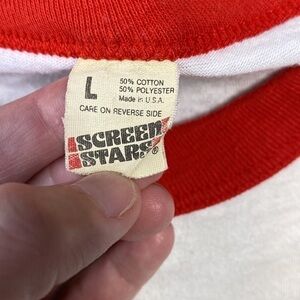 L
50% COTTON
50% POLYESTER
Made in U.S.A.
CARE ON REVERSE SIDE
SCREEN
STARS®